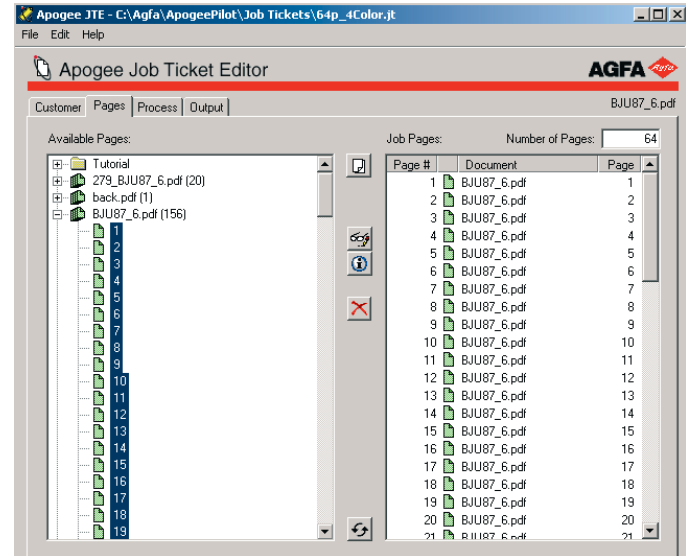 Apogee JTE - C:\Agfa\ApogeePilot\Job Tickets\64p_4Color.jt
File Edit Help
Apogee Job Ticket Editor
AGFA Agfa
Customer Pages Process Output
BJU87_6.pdf
Available Pages:
Job Pages: Number of Pages: 64
Tutorial
279_BJU87_6.pdf (20)
back.pdf (1)
BJU87_6.pdf (156)
1
2
3
4
5
6
7
8
9
10
11
12
13
14
15
16
17
18
19
Page # Document Page
1 BJU87_6.pdf 1
2 BJU87_6.pdf 2
3 BJU87_6.pdf 3
4 BJU87_6.pdf 4
5 BJU87_6.pdf 5
6 BJU87_6.pdf 6
7 BJU87_6.pdf 7
8 BJU87_6.pdf 8
9 BJU87_6.pdf 9
10 BJU87_6.pdf 10
11 BJU87_6.pdf 11
12 BJU87_6.pdf 12
13 BJU87_6.pdf 13
14 BJU87_6.pdf 14
15 BJU87_6.pdf 15
16 BJU87_6.pdf 16
17 BJU87_6.pdf 17
18 BJU87_6.pdf 18
19 BJU87_6.pdf 19
20 BJU87_6.pdf 20
21 BJU87_6.pdf 21